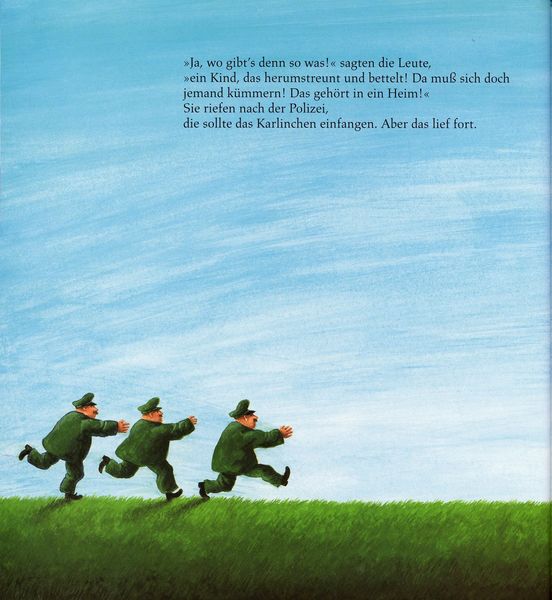 »Ja, wo gibt's denn so was!« sagten die Leute,
»ein Kind, das herumstreunt und bettelt! Da muß sich doch
jemand kümmern! Das gehört in ein Heim!«
Sie riefen nach der Polizei,
die sollte das Karlinchen einfangen. Aber das lief fort.